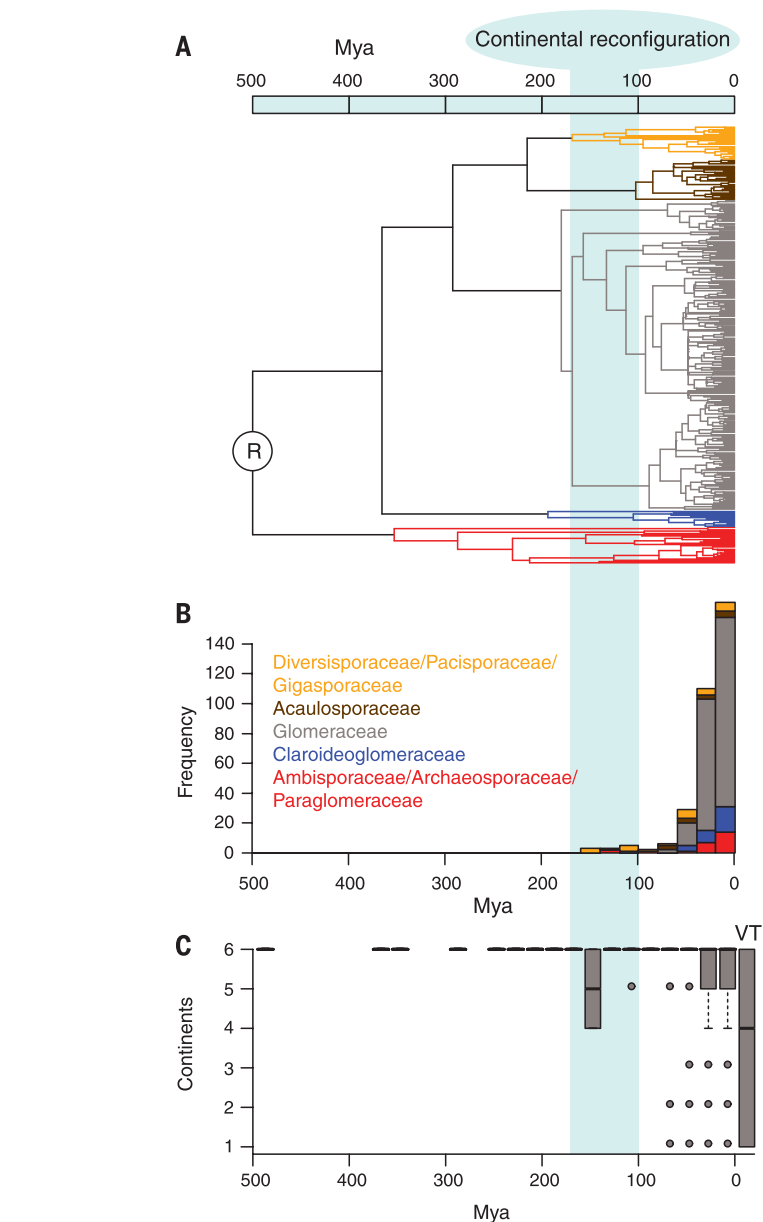 A
Mya
Continental reconfiguration
500 400 300 200 100 0
R
B
Frequency
140
120
100
80
60
40
20
0
Diversisporaceae/Pacisporaceae/
Gigasporaceae
Acaulosporaceae
Glomeraceae
Claroideoglomeraceae
Ambisporaceae/Archaeosporaceae/
Paraglomeraceae
500 400 300 200 100 0
Mya
VT
C
Continents
6
5
4
3
2
1
500 400 300 200 100 0
Mya